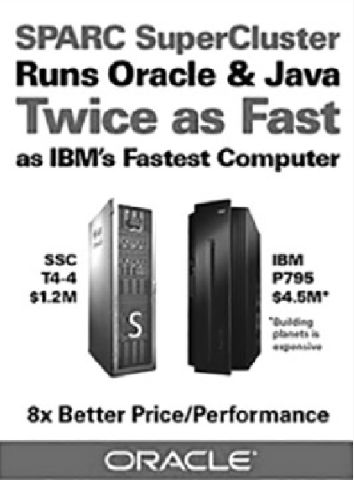 SPARC SuperCluster
Runs Oracle & Java
Twice as Fast
as IBM's Fastest Computer
SSC
T4-4
$1.2M
S
IBM
P795
$4.5M*
*Building
planets is
expensive
8x Better Price/Performance
ORACLE